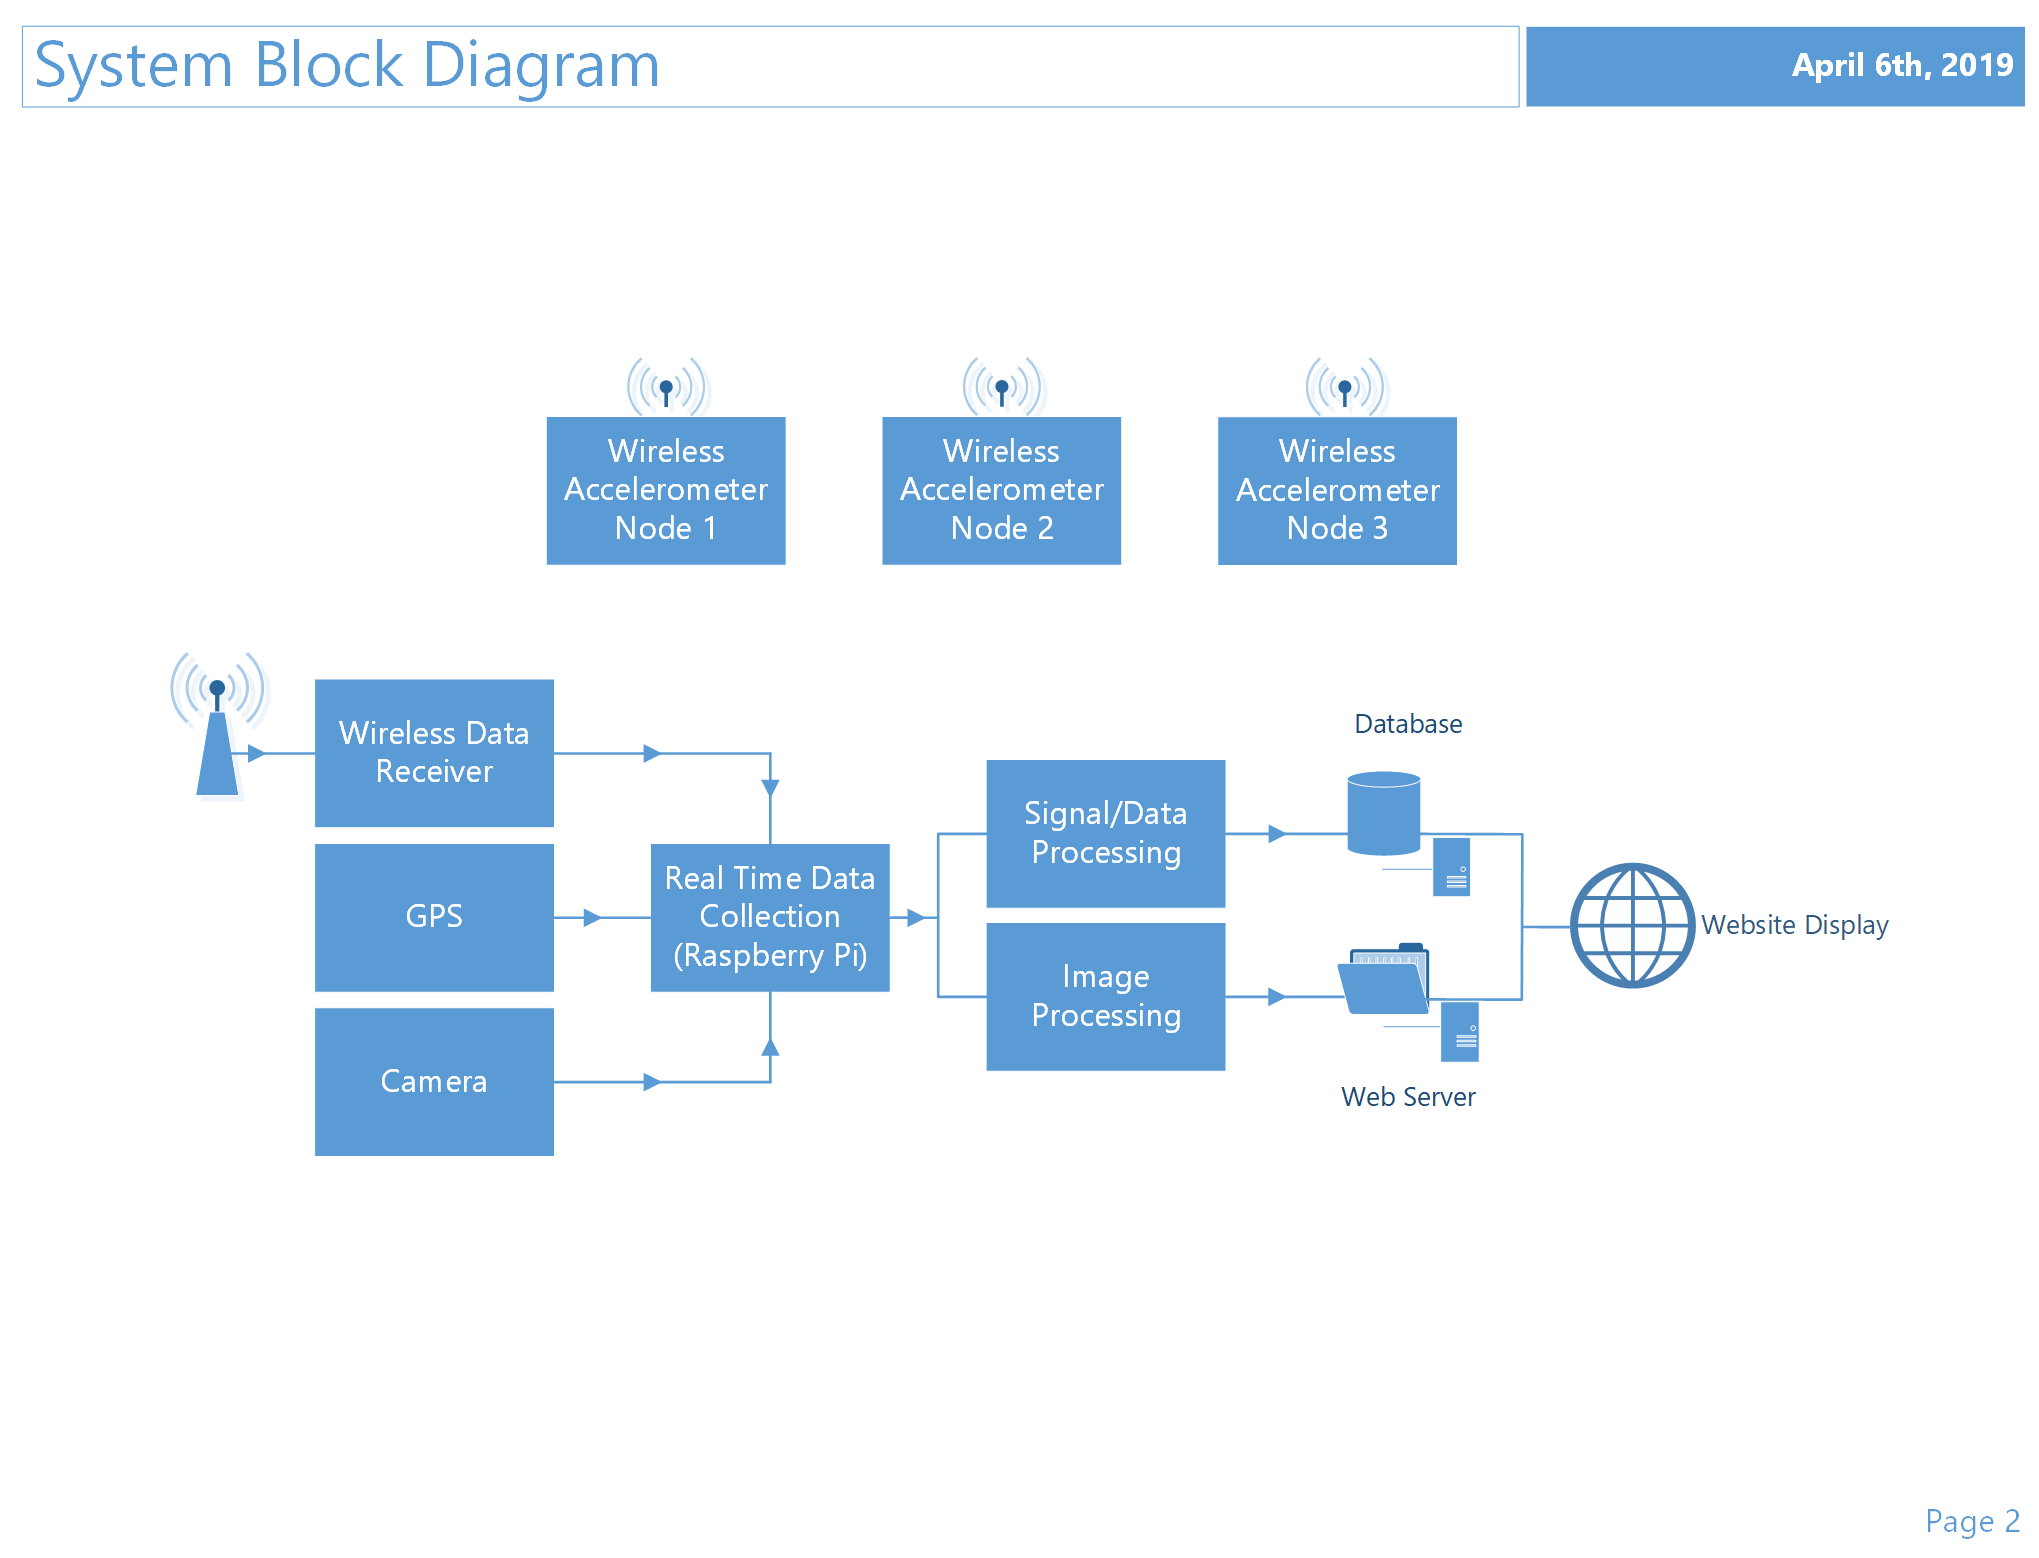 System Block Diagram
April 6th, 2019
Wireless
Accelerometer
Node 1
Wireless
Accelerometer
Node 2
Wireless
Accelerometer
Node 3
Wireless Data
Receiver
GPS
Camera
Real Time Data
Collection
(Raspberry Pi)
Signal/Data
Processing
Image
Processing
Database
Web Server
Website Display
Page 2